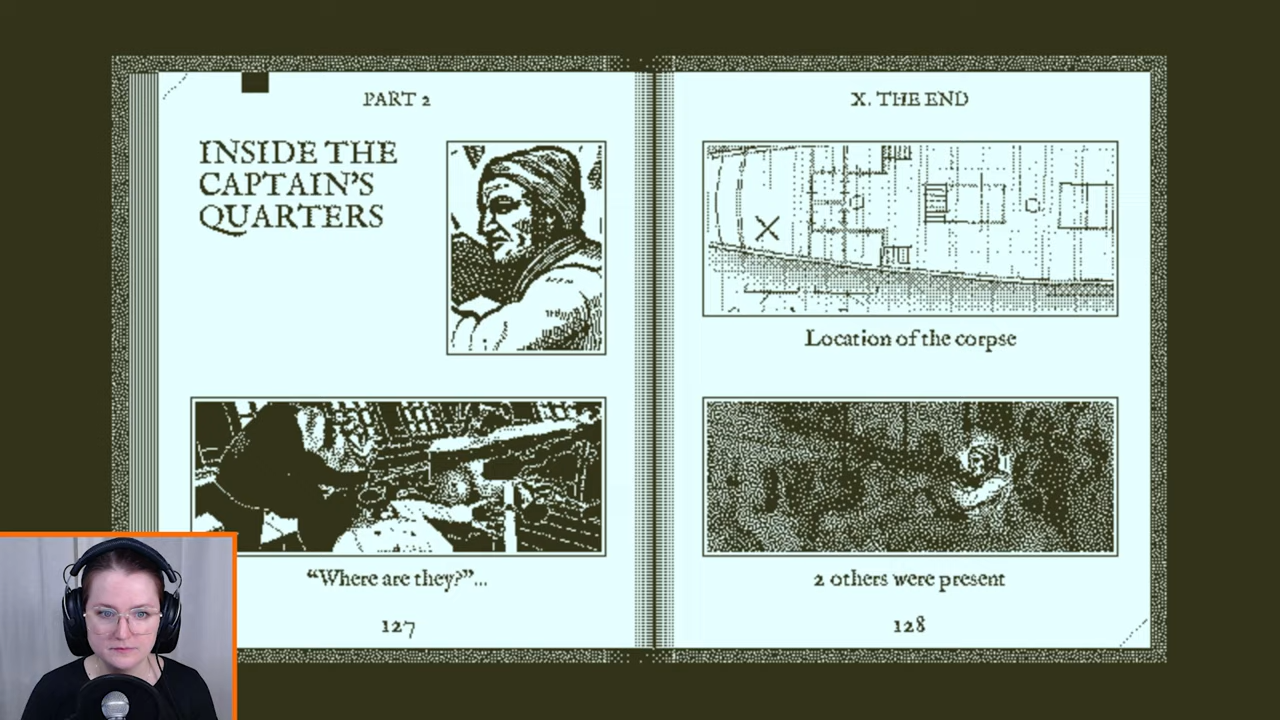 PART 2
INSIDE THE
CAPTAIN'S
QUARTERS
"Where are they?"...
127
X. THE END
Location of the corpse
2 others were present
128